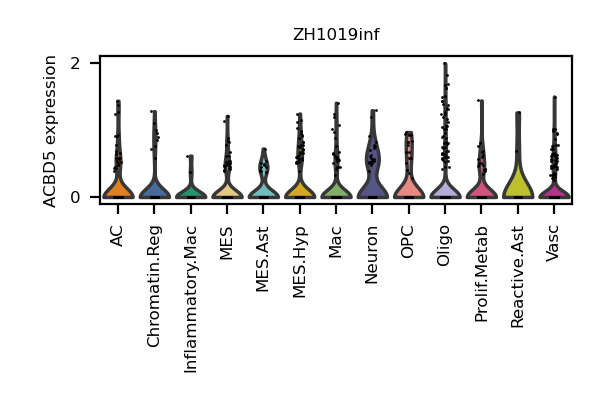 ZH1019inf
ACBD5 expression
2
0
AC
Chromatin.Reg
Inflammatory.Mac
MES
MES.Ast
MES.Hyp
Mac
Neuron
OPC
Oligo
Prolif.Metab
Reactive.Ast
Vasc